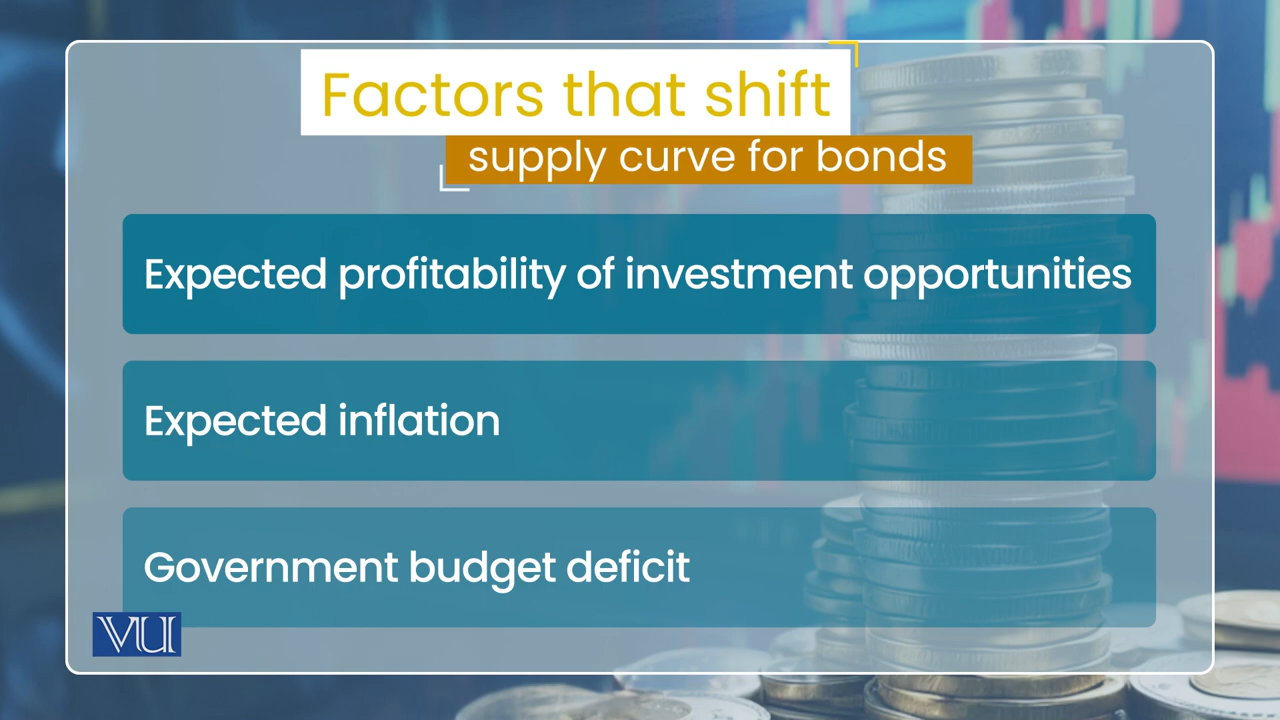 Factors that shift
supply curve for bonds
Expected profitability of investment opportunities
Expected inflation
Government budget deficit
VU